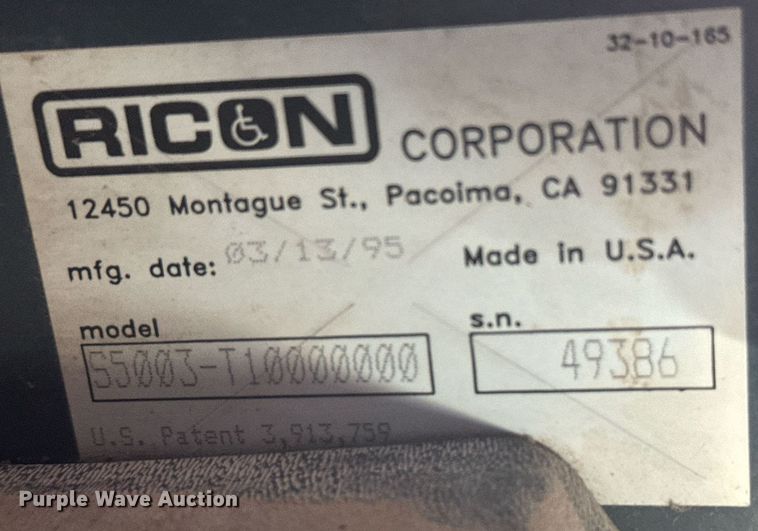 32-10-165
RICON CORPORATION
12450 Montague St., Pacoima, CA 91331
mfg. date: 03/13/95 Made in U.S.A.
model s.n.
S5003-T10000000 49386
U.S. Patent 3,913,759
Purple Wave Auction